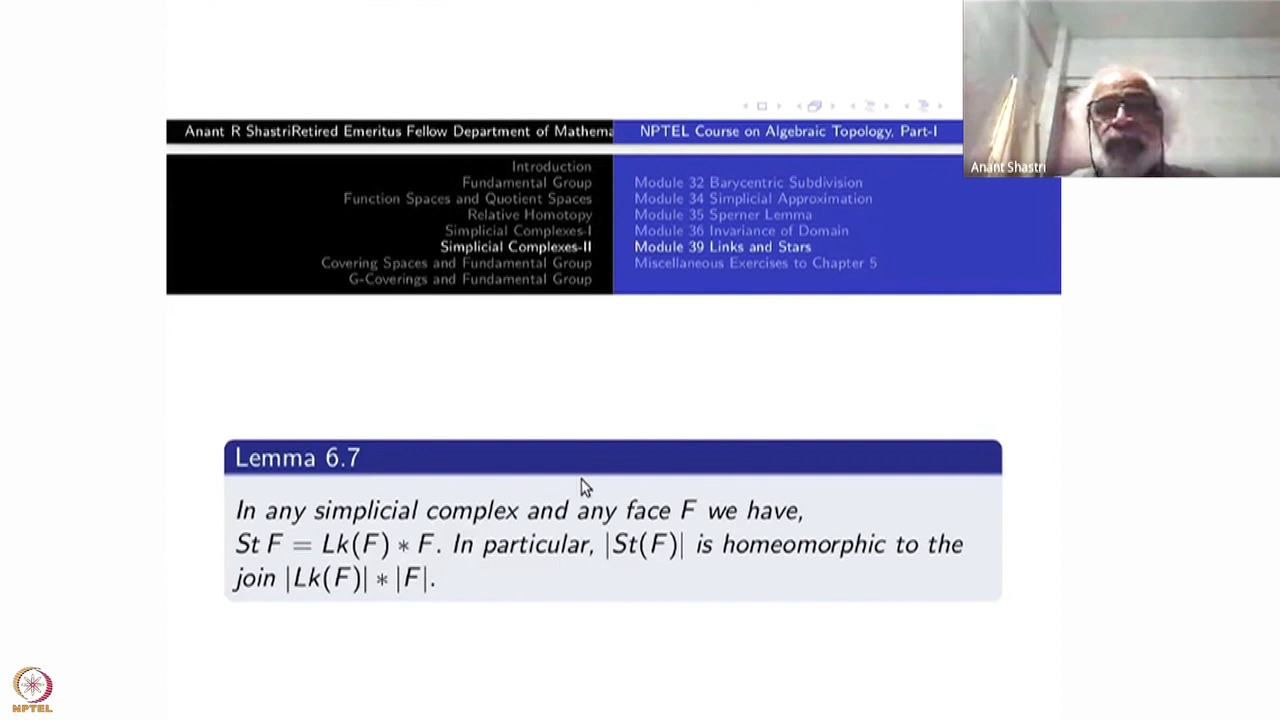 Anant R ShastriRetired Emeritus Fellow Department of Mathema
NPTEL Course on Algebraic Topology, Part-I
Anant Shastri
Introduction
Fundamental Group
Function Spaces and Quotient Spaces
Relative Homotopy
Simplicial Complexes-I
Simplicial Complexes-II
Covering Spaces and Fundamental Group
G-Coverings and Fundamental Group
Module 32 Barycentric Subdivision
Module 34 Simplicial Approximation
Module 35 Sperner Lemma
Module 36 Invariance of Domain
Module 39 Links and Stars
Miscellaneous Exercises to Chapter 5
Lemma 6.7
In any simplicial complex and any face F we have,
St F = Lk(F) ∗ F. In particular, |St(F)| is homeomorphic to the
join |Lk(F)| ∗ |F|.
NPTEL